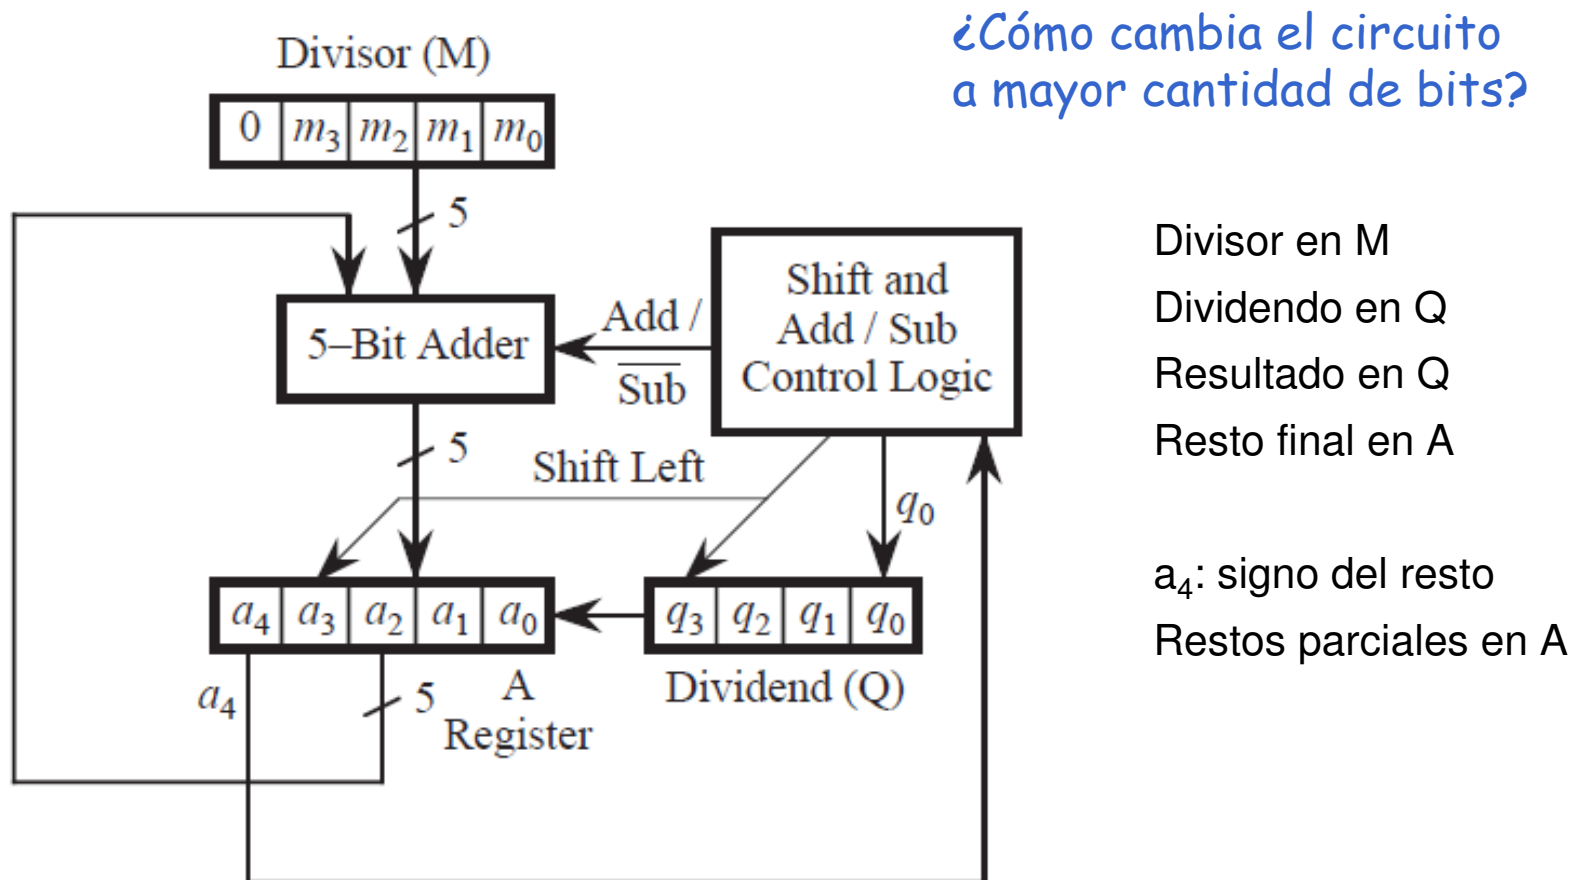 ¿Cómo cambia el circuito
a mayor cantidad de bits?
Divisor (M)
0 m₃ m₂ m₁ m₀
5
5–Bit Adder
Add /
Sub
Shift and
Add / Sub
Control Logic
5
Shift Left
q₀
a₄ a₃ a₂ a₁ a₀
q₃ q₂ q₁ q₀
a₄
5
A
Register
Dividend (Q)
Divisor en M
Dividendo en Q
Resultado en Q
Resto final en A
a₄: signo del resto
Restos parciales en A